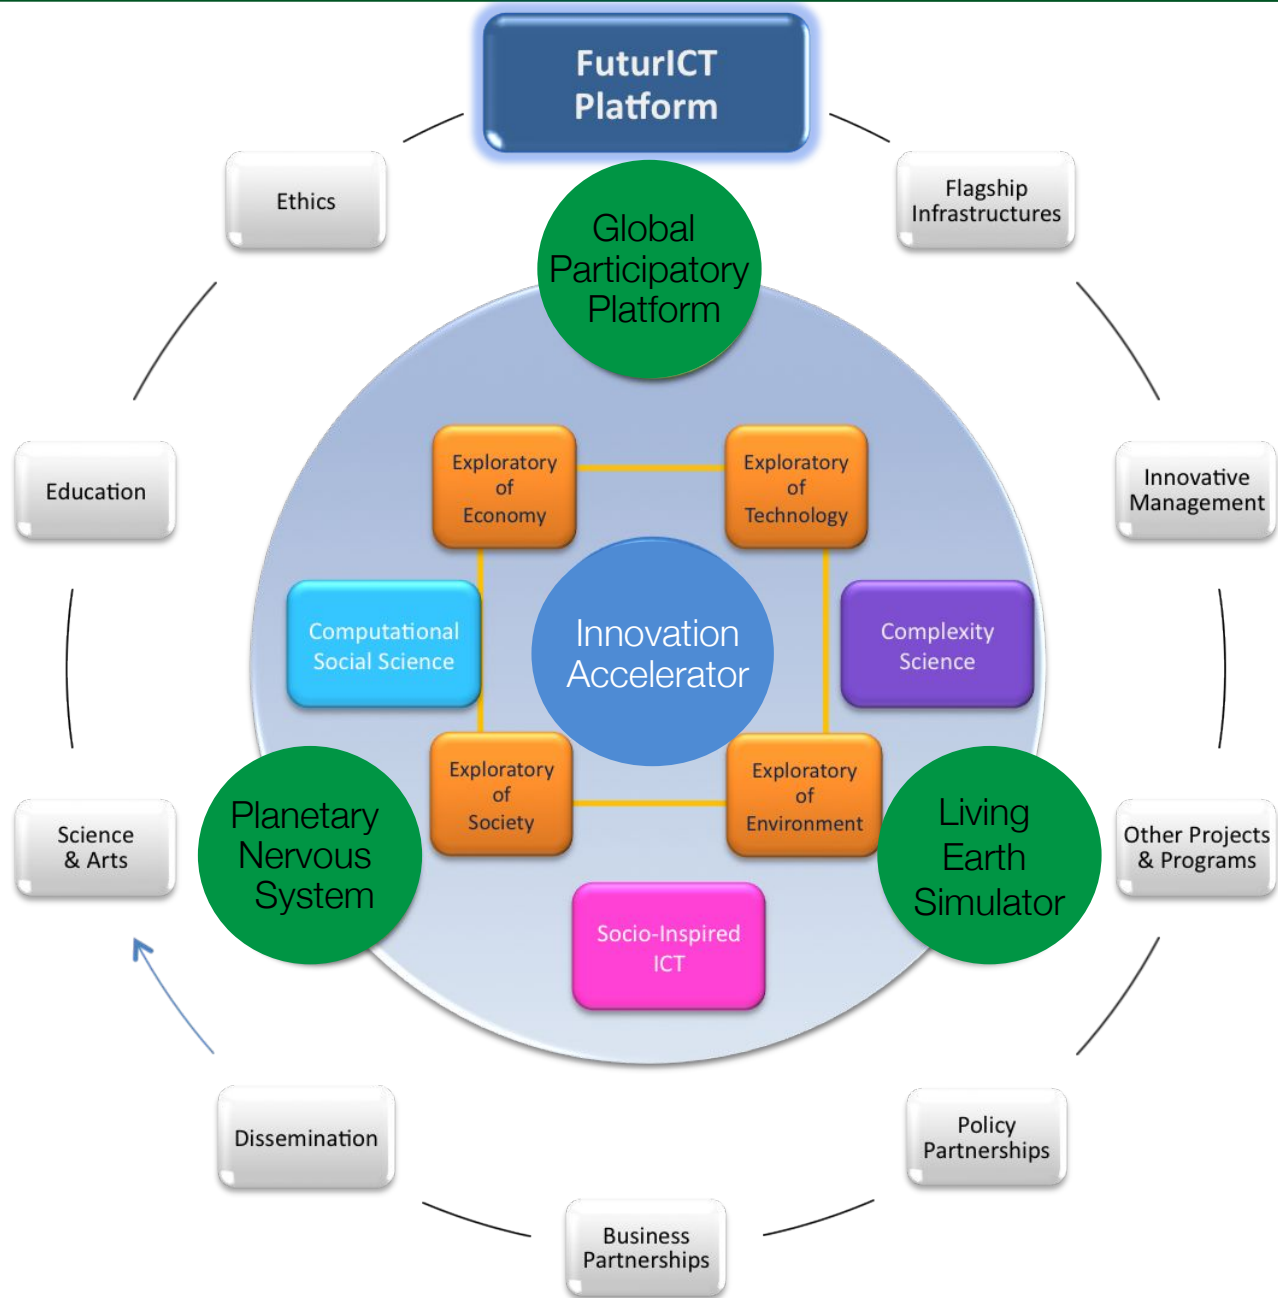 FuturICT
Platform
Ethics
Flagship
Infrastructures
Global
Participatory
Platform
Education
Exploratory
of
Economy
Exploratory
of
Technology
Innovative
Management
Computational
Social Science
Innovation
Accelerator
Complexity
Science
Science
& Arts
Planetary
Nervous
System
Exploratory
of
Society
Exploratory
of
Environment
Living
Earth
Simulator
Other Projects
& Programs
Socio-Inspired
ICT
Dissemination
Policy
Partnerships
Business
Partnerships